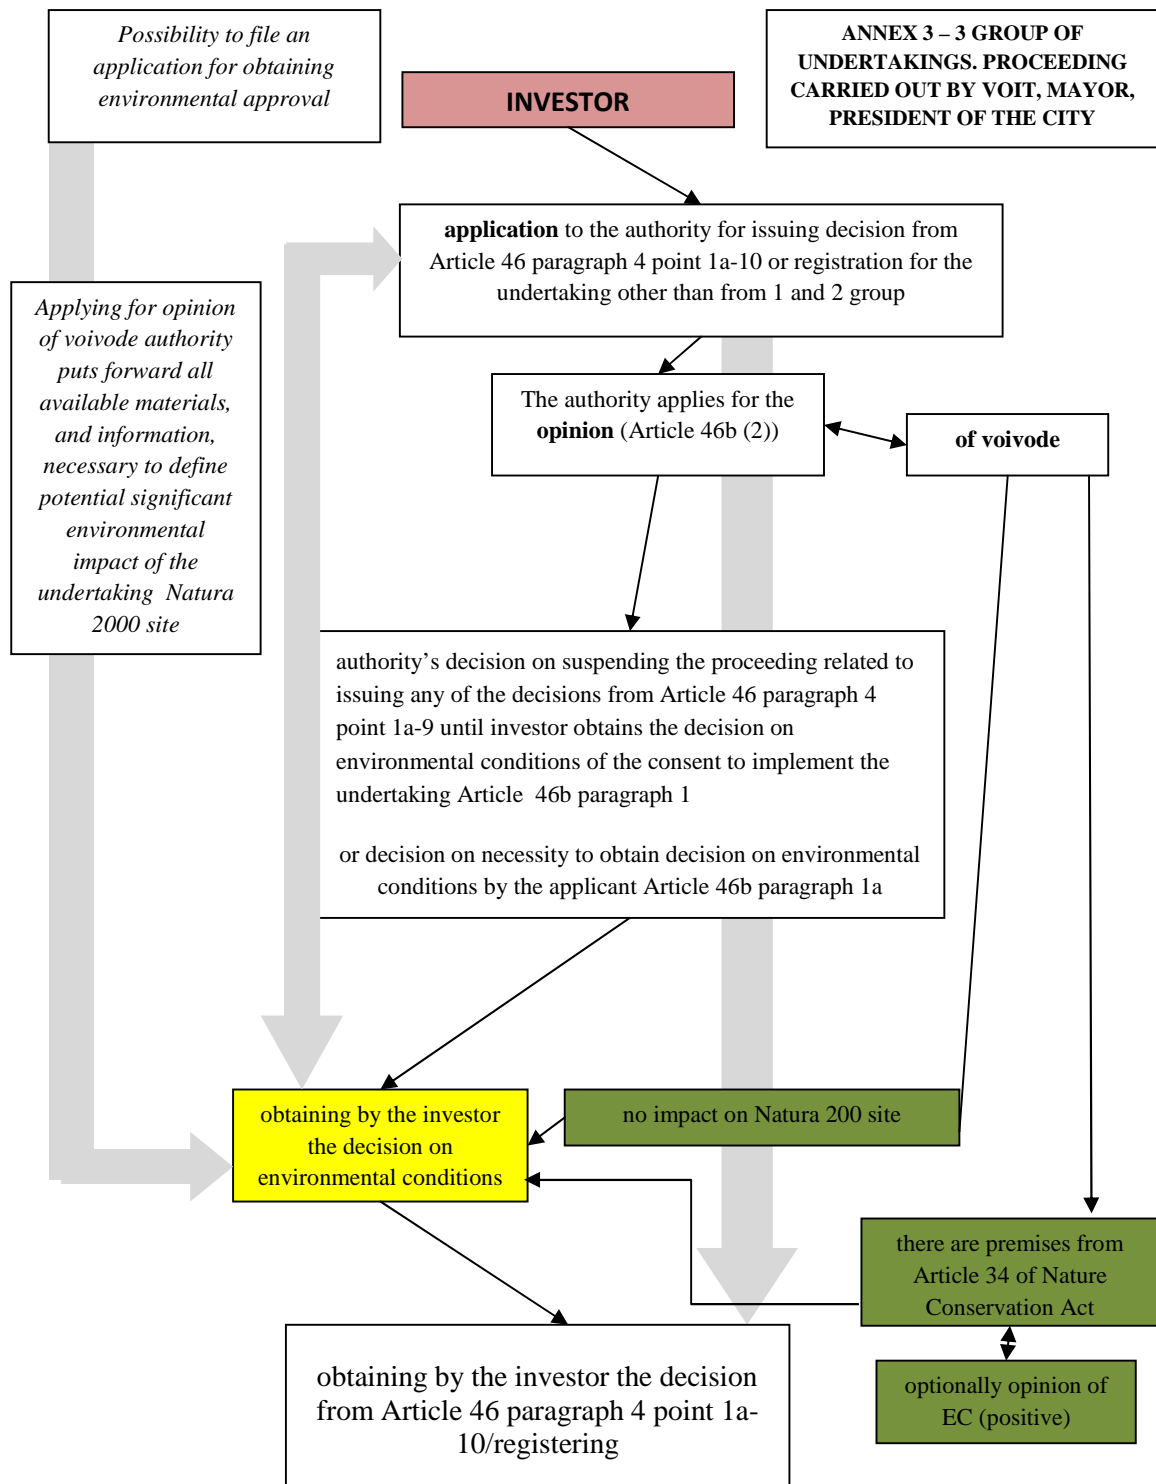 Possibility to file an
application for obtaining
environmental approval
INVESTOR
ANNEX 3 – 3 GROUP OF
UNDERTAKINGS. PROCEEDING
CARRIED OUT BY VOIT, MAYOR,
PRESIDENT OF THE CITY
application to the authority for issuing decision from
Article 46 paragraph 4 point 1a-10 or registration for the
undertaking other than from 1 and 2 group
Applying for opinion
of voivode authority
puts forward all
available materials,
and information,
necessary to define
potential significant
environmental
impact of the
undertaking Natura
2000 site
The authority applies for the
opinion (Article 46b (2))
of voivode
authority’s decision on suspending the proceeding related to
issuing any of the decisions from Article 46 paragraph 4
point 1a-9 until investor obtains the decision on
environmental conditions of the consent to implement the
undertaking Article 46b paragraph 1
or decision on necessity to obtain decision on environmental
conditions by the applicant Article 46b paragraph 1a
obtaining by the investor
the decision on
environmental conditions
no impact on Natura 200 site
there are premises from
Article 34 of Nature
Conservation Act
optionally opinion of
EC (positive)
obtaining by the investor the decision
from Article 46 paragraph 4 point 1a-
10/registering